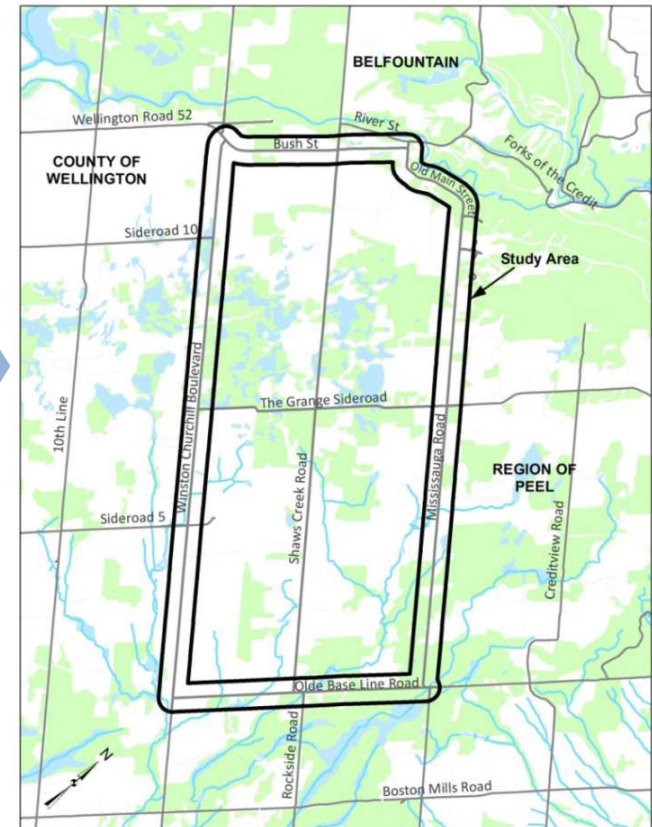 BELFOUNTAIN
Wellington Road 52
River St
Bush St
COUNTY OF
WELLINGTON
Old Main Street
Forks of the Credit
Sideroad 10
Study Area
Winston Churchill Boulevard
10th Line
The Grange Sideroad
Mississauga Road
Shaws Creek Road
REGION OF
PEEL
Creditview Road
Sideroad 5
Olde Base Line Road
Rockside Road
Boston Mills Road
N